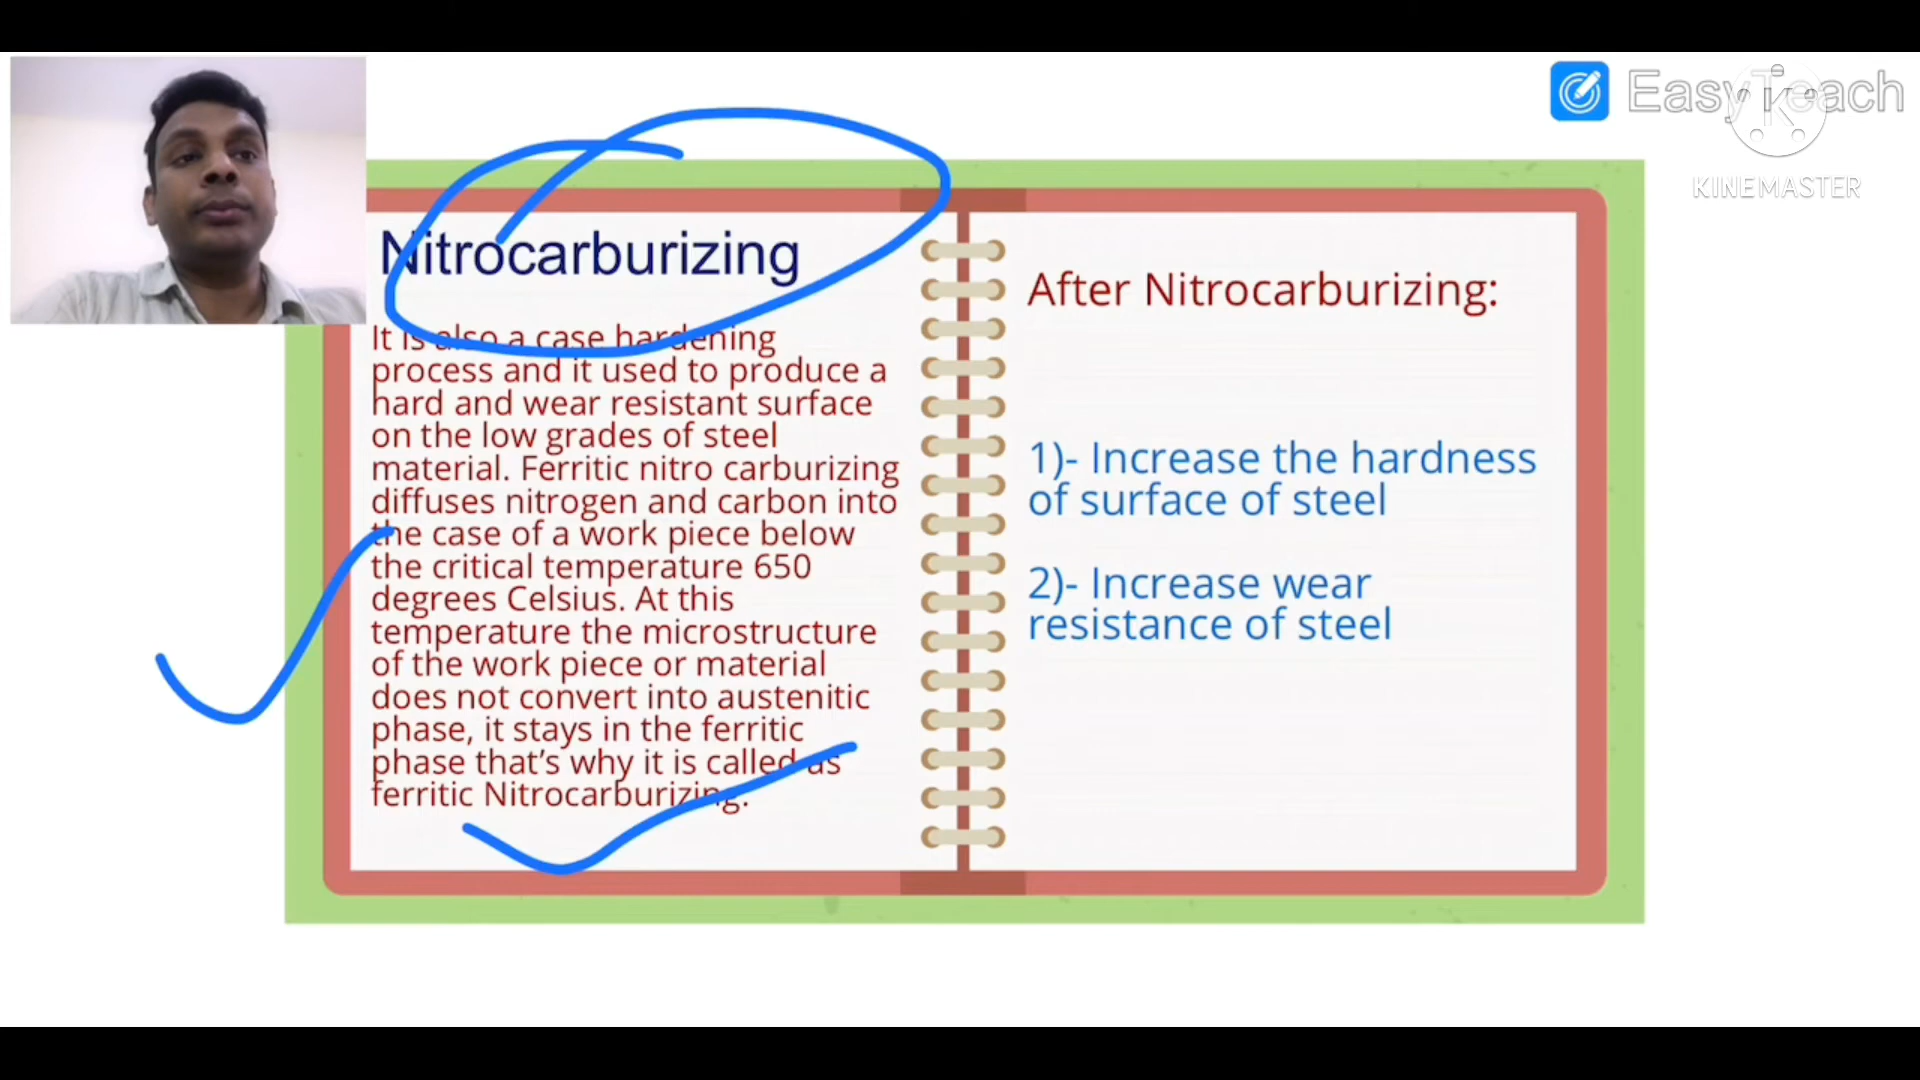 EasyTeach
KINEMASTER
Nitrocarburizing
It is also a case hardening
process and it used to produce a
hard and wear resistant surface
on the low grades of steel
material. Ferritic nitro carburizing
diffuses nitrogen and carbon into
the case of a work piece below
the critical temperature 650
degrees Celsius. At this
temperature the microstructure
of the work piece or material
does not convert into austenitic
phase, it stays in the ferritic
phase that's why it is called as
ferritic Nitrocarburizing.
After Nitrocarburizing:
1)- Increase the hardness
of surface of steel
2)- Increase wear
resistance of steel